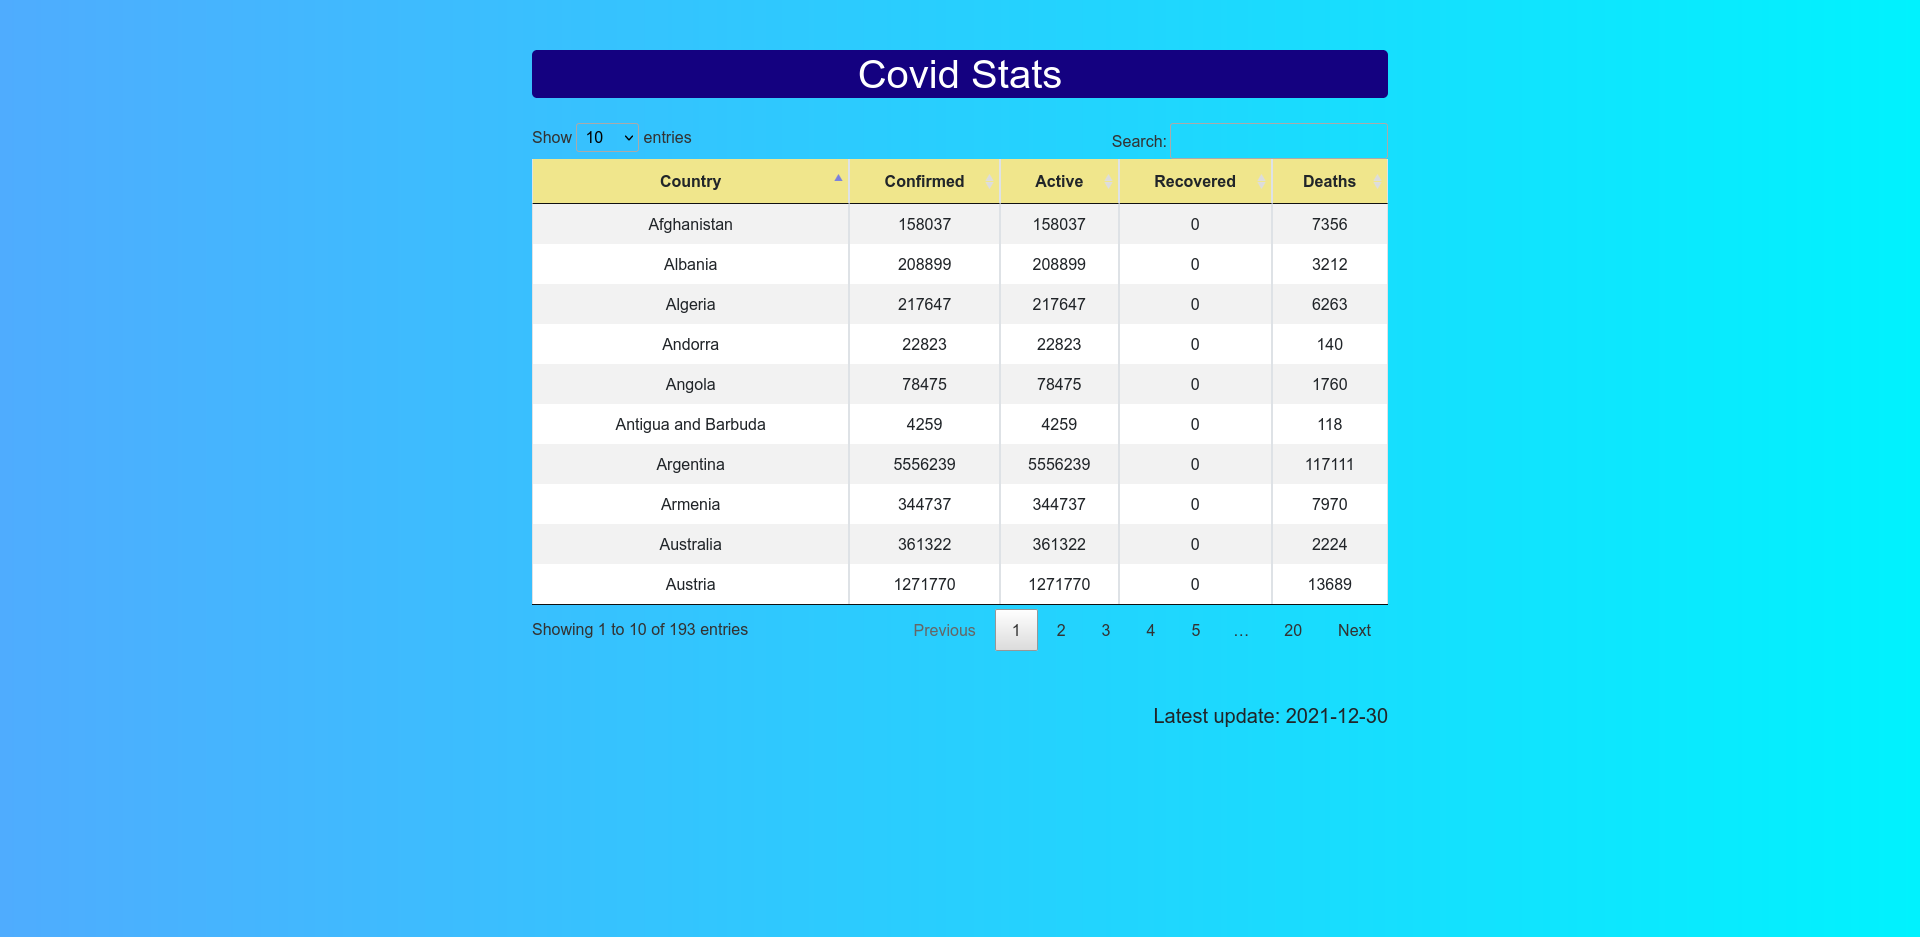 Covid Stats
Show 10 entries
Search:
Country Confirmed Active Recovered Deaths
Afghanistan 158037 158037 0 7356
Albania 208899 208899 0 3212
Algeria 217647 217647 0 6263
Andorra 22823 22823 0 140
Angola 78475 78475 0 1760
Antigua and Barbuda 4259 4259 0 118
Argentina 5556239 5556239 0 117111
Armenia 344737 344737 0 7970
Australia 361322 361322 0 2224
Austria 1271770 1271770 0 13689
Showing 1 to 10 of 193 entries
Previous 1 2 3 4 5 … 20 Next
Latest update: 2021-12-30